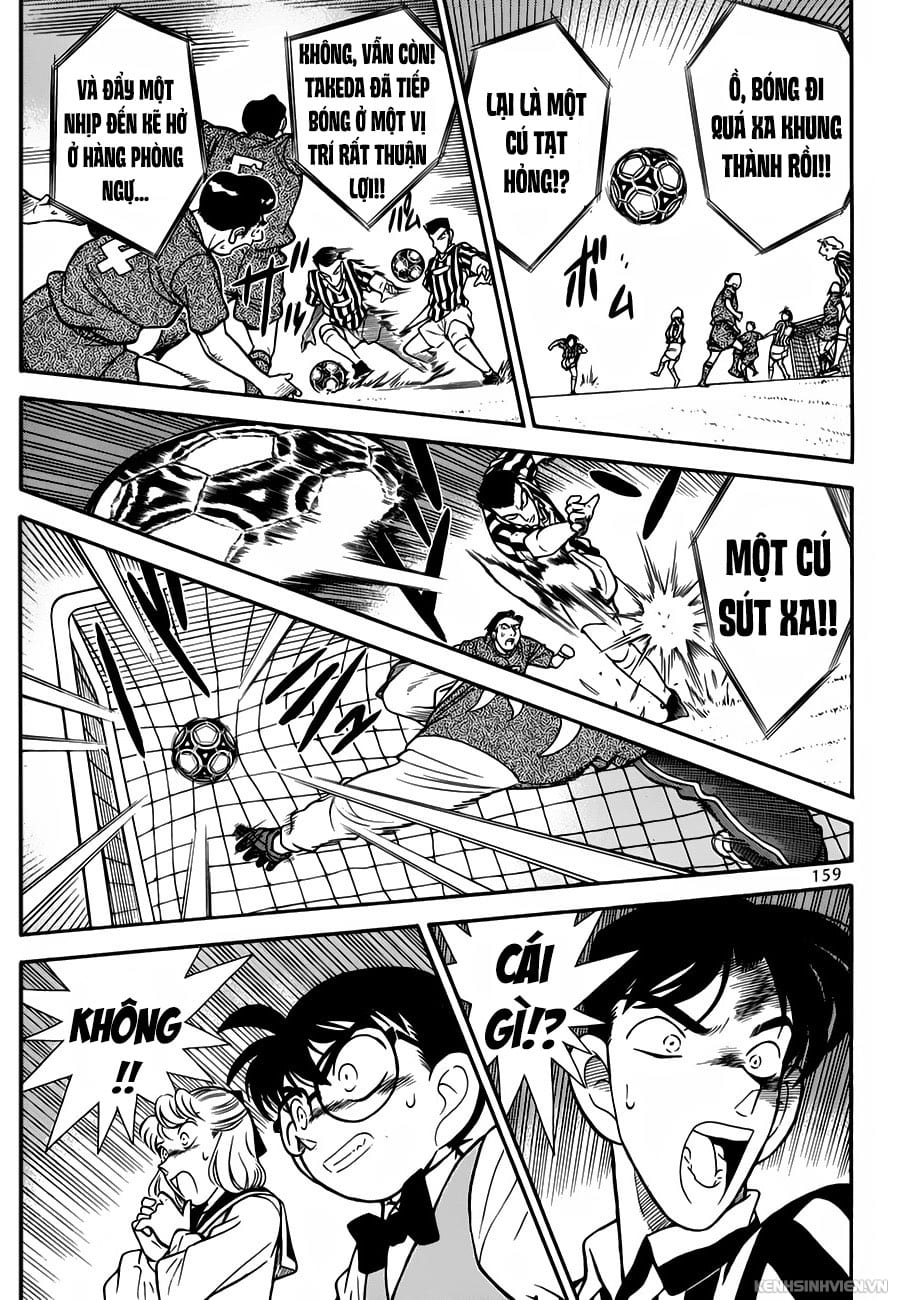 Ồ, BÓNG ĐI
QUÁ XA KHUNG
THÀNH RỒI!!
LẠI LÀ MỘT
CÚ TẠT
HỎNG!?
KHÔNG, VẪN CÒN!
TAKEDA ĐÃ TIẾP
BÓNG Ở MỘT VỊ
TRÍ RẤT THUẬN
LỢI!!
VÀ ĐẨY MỘT
NHỊP ĐẾN KẼ HỞ
Ở HÀNG PHÒNG
NGỰ...
MỘT CÚ
SÚT XA!!
159
CÁI
GÌ!?
KHÔNG
!!
KENHSINHVIEN.VN